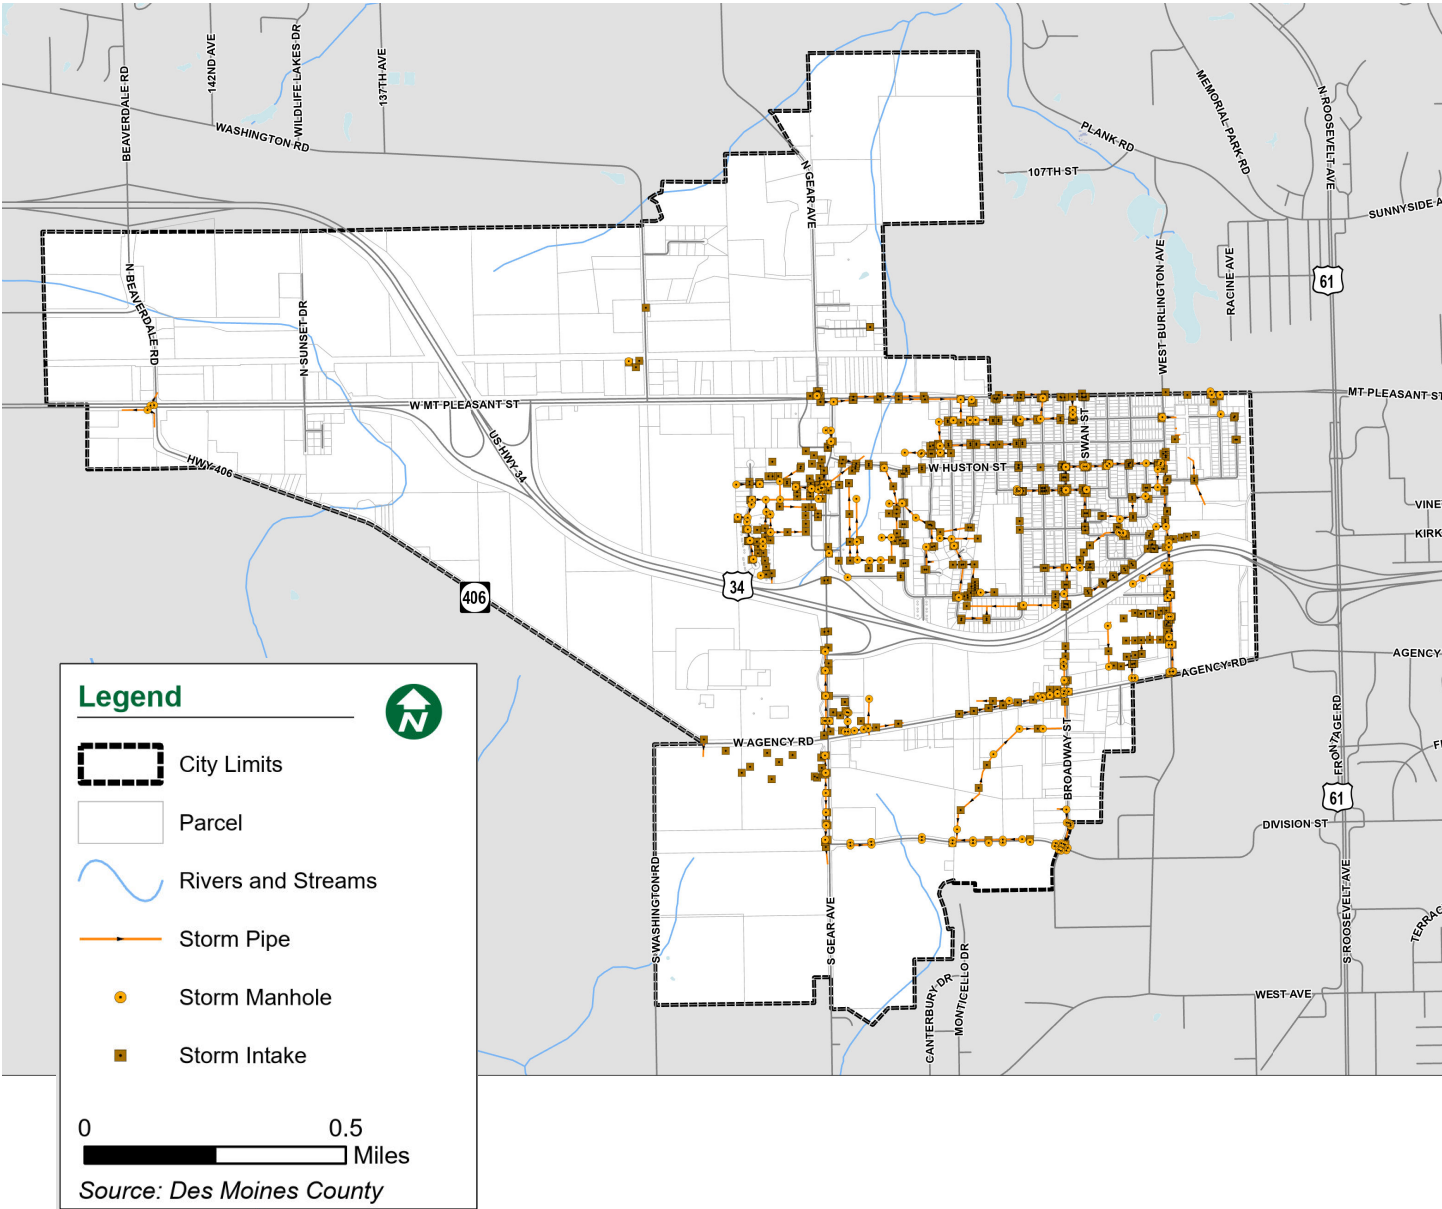 BEAVERDALE RD
142ND AVE
WILDLIFE LAKES DR
137TH AVE
WASHINGTON RD
N GEAR AVE
PLANK RD
107TH ST
MEMORIAL PARK RD
N ROOSEVELT AVE
SUNNYSIDE A
WEST BURLINGTON AVE
RACINE AVE
61
N BEAVERDALE RD
N SUNSET DR
W MT PLEASANT ST
MT PLEASANT ST
SWAN ST
HWY 406
US HWY 34
W HUSTON ST
VINE
KIRK
34
406
AGENCY RD
AGENCY
W AGENCY RD
BROADWAY ST
FRONTAGE RD
F
61
DIVISION ST
S WASHINGTON RD
S GEAR AVE
S ROOSEVELT AVE
TERRAC
CANTERBURY DR
MONTICELLO DR
WEST AVE
Legend
N
City Limits
Parcel
Rivers and Streams
Storm Pipe
Storm Manhole
Storm Intake
0 0.5
Miles
Source: Des Moines County